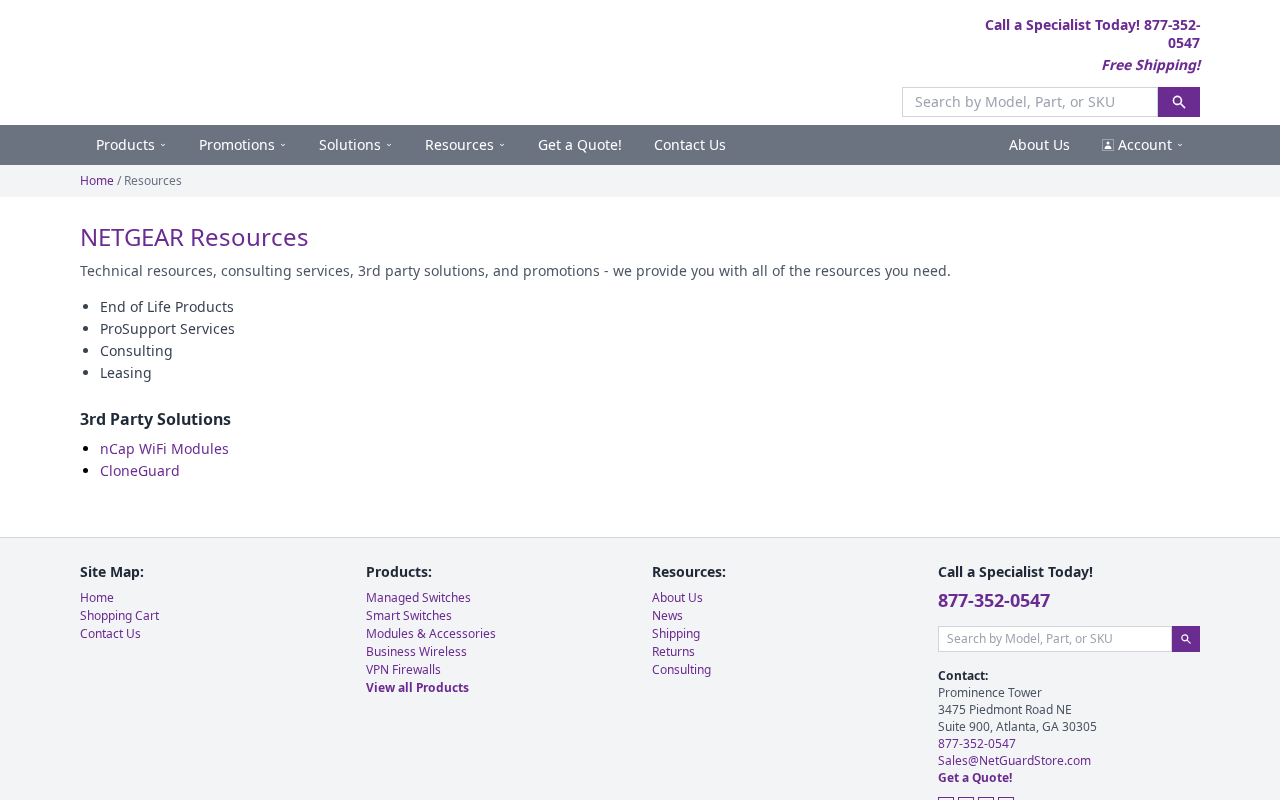 Call a Specialist Today! 877-352-
0547
Free Shipping!
Search by Model, Part, or SKU
Products
Promotions
Solutions
Resources
Get a Quote!
Contact Us
About Us
Account
Home / Resources
NETGEAR Resources
Technical resources, consulting services, 3rd party solutions, and promotions - we provide you with all of the resources you need.
End of Life Products
ProSupport Services
Consulting
Leasing
3rd Party Solutions
nCap WiFi Modules
CloneGuard
Site Map:
Home
Shopping Cart
Contact Us
Products:
Managed Switches
Smart Switches
Modules & Accessories
Business Wireless
VPN Firewalls
View all Products
Resources:
About Us
News
Shipping
Returns
Consulting
Call a Specialist Today!
877-352-0547
Search by Model, Part, or SKU
Contact:
Prominence Tower
3475 Piedmont Road NE
Suite 900, Atlanta, GA 30305
877-352-0547
Sales@NetGuardStore.com
Get a Quote!